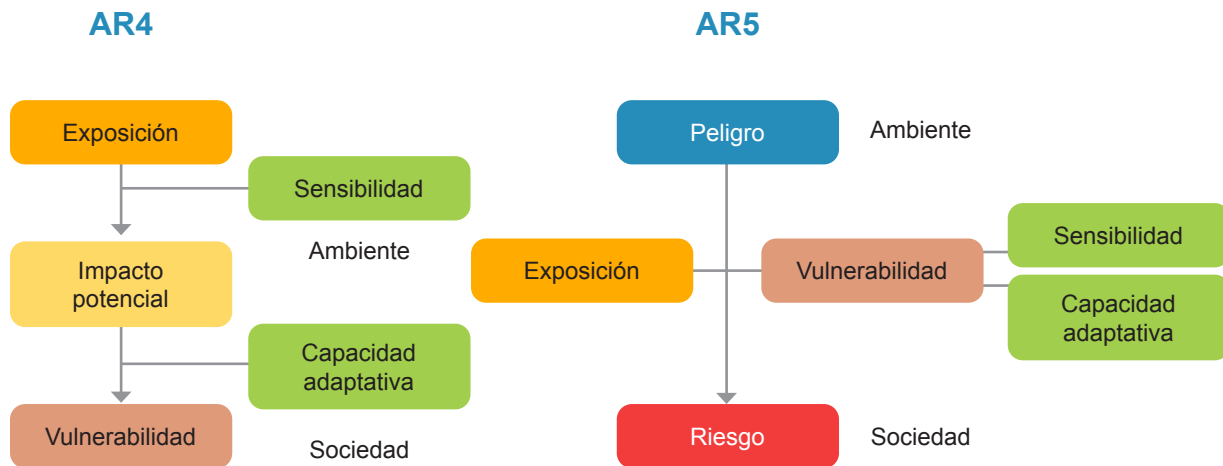 AR4
Exposición
Sensibilidad
Ambiente
Impacto
potencial
Capacidad
adaptativa
Vulnerabilidad
Sociedad
AR5
Peligro
Ambiente
Exposición
Vulnerabilidad
Sensibilidad
Capacidad
adaptativa
Riesgo
Sociedad